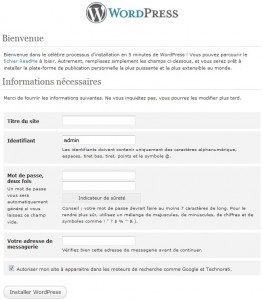 WORDPRESS
Bienvenue
Bienvenue dans le célèbre processus d'installation en 5 minutes de WordPress ! Vous pouvez parcourir le
fichier ReadMe à loisir. Autrement, remplissez simplement les champs ci-dessous, et vous serez prêt à
installer la plate-forme de publication personnelle la plus puissante et la plus extensible au monde.
Informations nécessaires
Merci de fournir les informations suivantes. Ne vous inquiétez pas, vous pourrez les modifier plus tard.
Titre du site
Identifiant
admin
Les identifiants doivent contenir uniquement des caractères alphanumérique,
espaces, tiret bas, tiret, points et le symbole @.
Mot de passe,
deux fois
Un mot de passe
vous sera
automatiquement
généré si vous
laissez ce champ
vide.
Indicateur de sûreté
Conseil : votre mot de passe devrait faire au moins 7 caractères de long. Pour
le rendre plus sûr, utilisez un mélange de majuscules, de minuscules, de chiffres et de
symboles comme ! " ? $ % ^ & ).
Votre adresse de
messagerie
Vérifiez bien cette adresse de messagerie avant de continuer.
Autoriser mon site à apparaître dans les moteurs de recherche comme Google et Technorati.
Installer WordPress